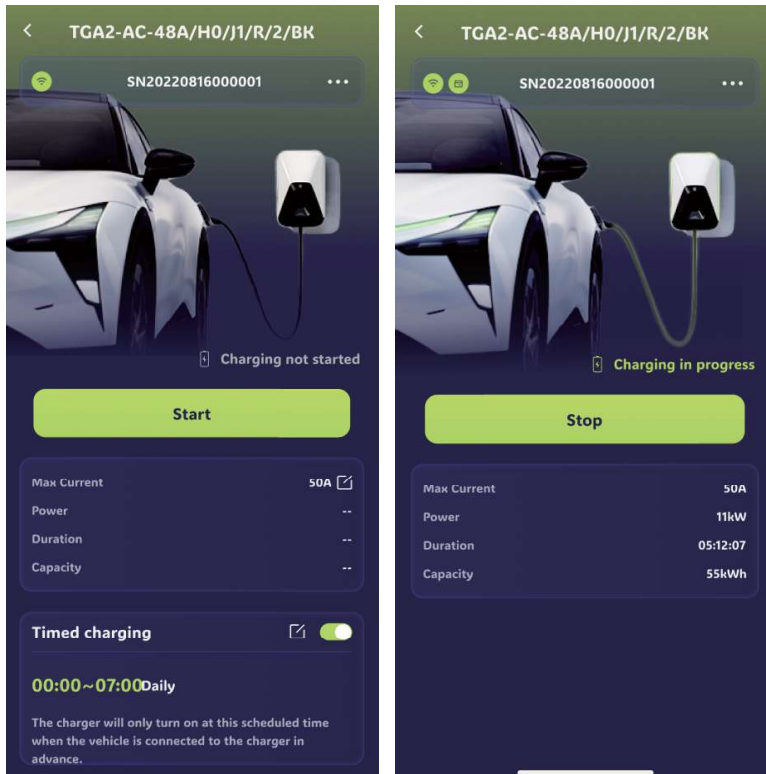 TGA2-AC-48A/H0/J1/R/2/BK
SN20220816000001
Charging not started
Start
Max Current 50A
Power --
Duration --
Capacity --
Timed charging
00:00~07:00Daily
The charger will only turn on at this scheduled time
when the vehicle is connected to the charger in
advance.
TGA2-AC-48A/H0/J1/R/2/BK
SN20220816000001
Charging in progress
Stop
Max Current 50A
Power 11kW
Duration 05:12:07
Capacity 55kWh